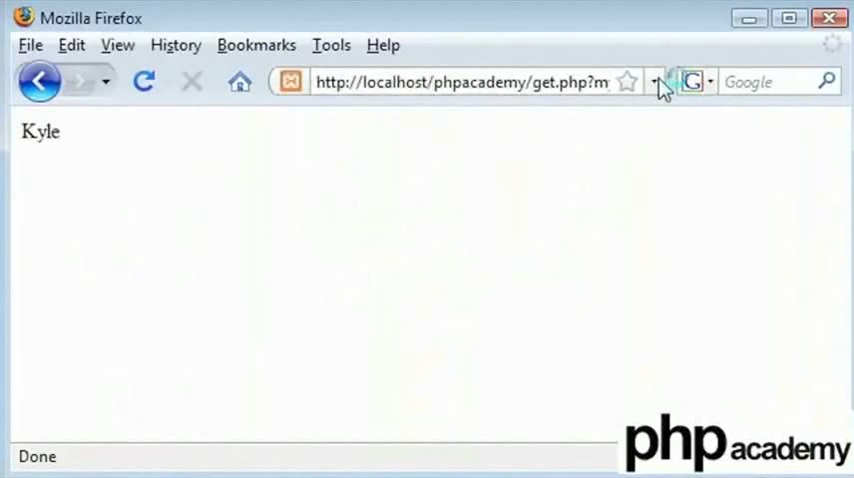 Mozilla Firefox
File Edit View History Bookmarks Tools Help
http://localhost/phpacademy/get.php?m G Google
Kyle
Done
php academy